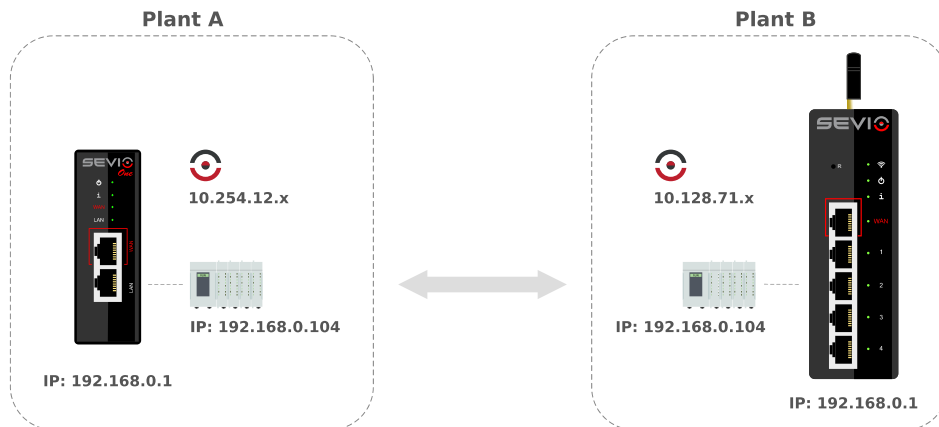 Plant A
Plant B
SEVIO
One
i
WAN
LAN
WAN
LAN
10.254.12.x
IP: 192.168.0.104
IP: 192.168.0.1
10.128.71.x
IP: 192.168.0.104
SEVIO
R
i
WAN
1
2
3
4
IP: 192.168.0.1